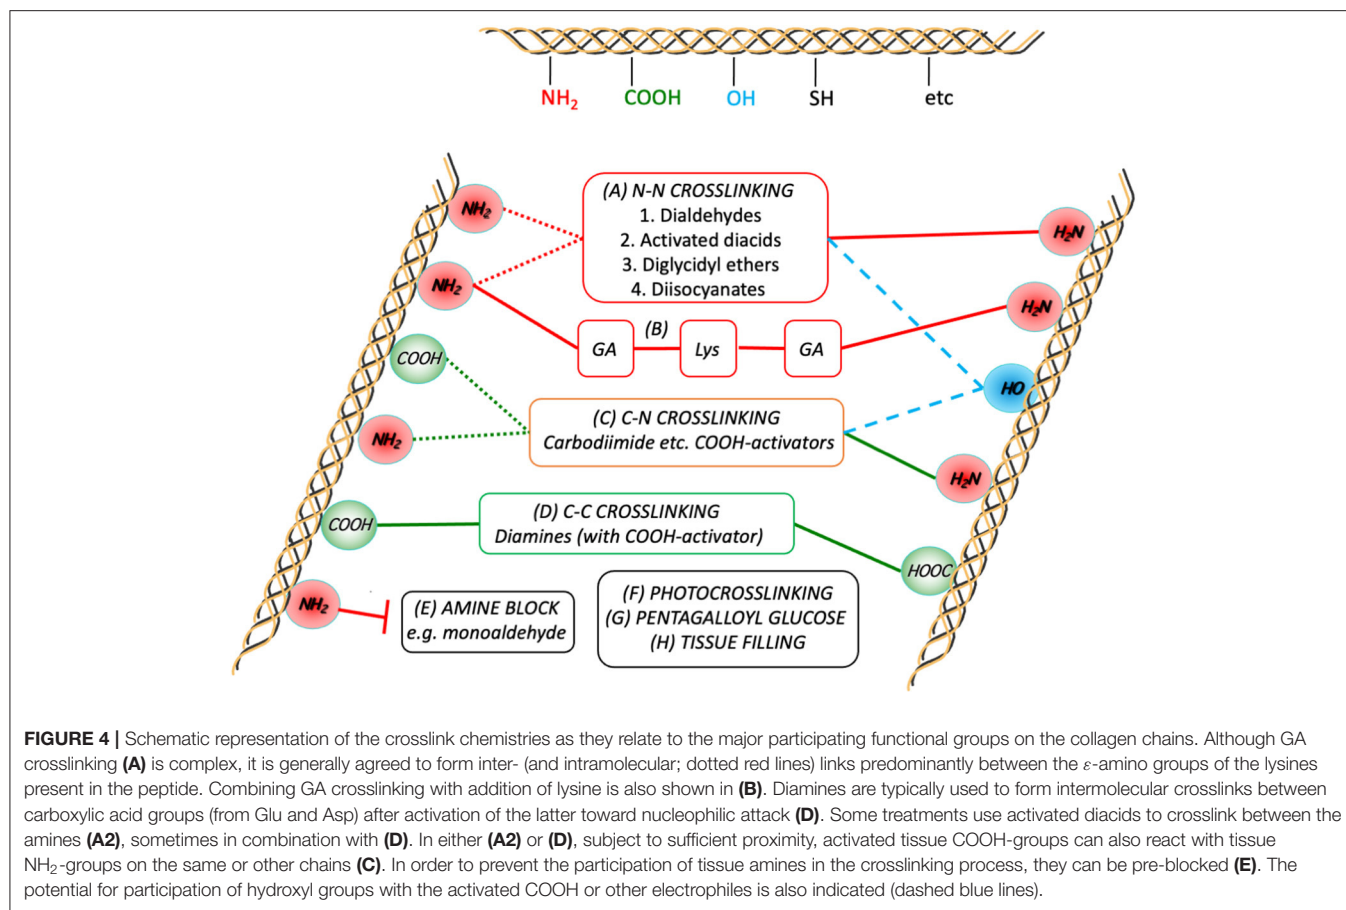 NH₂ COOH OH SH etc
NH₂
NH₂
COOH
NH₂
COOH
NH₂
(A) N-N CROSSLINKING
1. Dialdehydes
2. Activated diacids
3. Diglycidyl ethers
4. Diisocyanates
(B)
GA Lys GA
(C) C-N CROSSLINKING
Carbodiimide etc. COOH-activators
(D) C-C CROSSLINKING
Diamines (with COOH-activator)
(E) AMINE BLOCK
e.g. monoaldehyde
(F) PHOTOCROSSLINKING
(G) PENTAGALLOYL GLUCOSE
(H) TISSUE FILLING
H₂N
H₂N
HO
H₂N
HOOC
FIGURE 4 | Schematic representation of the crosslink chemistries as they relate to the major participating functional groups on the collagen chains. Although GA
crosslinking (A) is complex, it is generally agreed to form inter- (and intramolecular; dotted red lines) links predominantly between the ε-amino groups of the lysines
present in the peptide. Combining GA crosslinking with addition of lysine is also shown in (B). Diamines are typically used to form intermolecular crosslinks between
carboxylic acid groups (from Glu and Asp) after activation of the latter toward nucleophilic attack (D). Some treatments use activated diacids to crosslink between the
amines (A2), sometimes in combination with (D). In either (A2) or (D), subject to sufficient proximity, activated tissue COOH-groups can also react with tissue
NH₂-groups on the same or other chains (C). In order to prevent the participation of tissue amines in the crosslinking process, they can be pre-blocked (E). The
potential for participation of hydroxyl groups with the activated COOH or other electrophiles is also indicated (dashed blue lines).